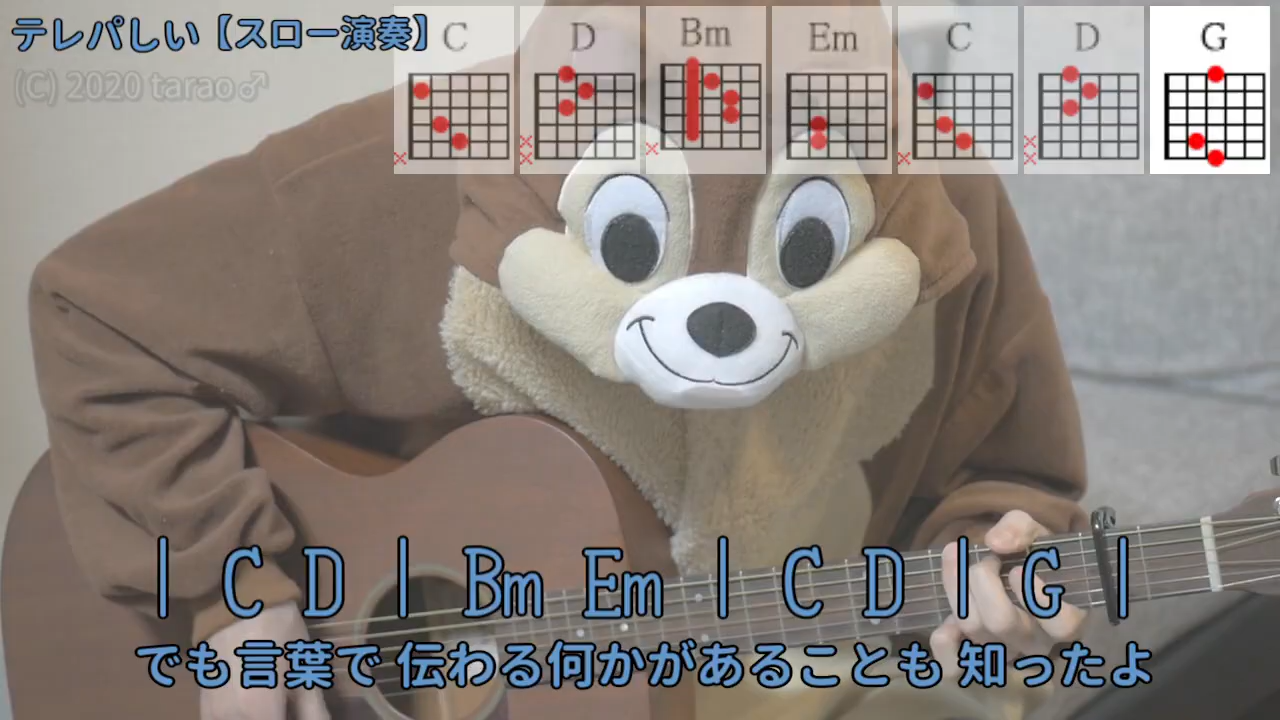 テレパしい【スロー演奏】
(C) 2020 tarao♂
C D Bm Em C D G
| C D | Bm Em | C D | G |
でも言葉で 伝わる何かがあることも 知ったよ